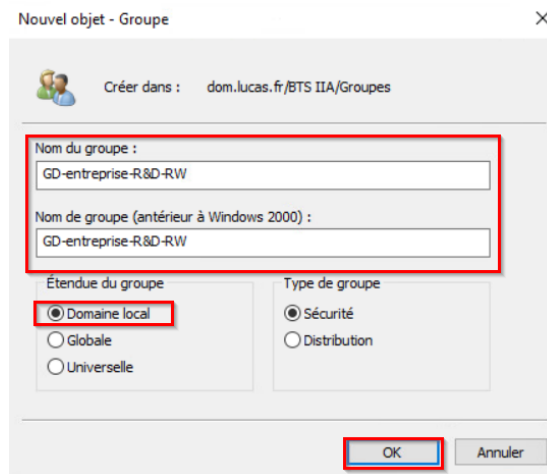 Nouvel objet - Groupe
Créer dans : dom.lucas.fr/BTS IIA/Groupes
Nom du groupe :
GD-entreprise-R&D-RW
Nom de groupe (antérieur à Windows 2000) :
GD-entreprise-R&D-RW
Étendue du groupe
Domaine local
Globale
Universelle
Type de groupe
Sécurité
Distribution
OK
Annuler